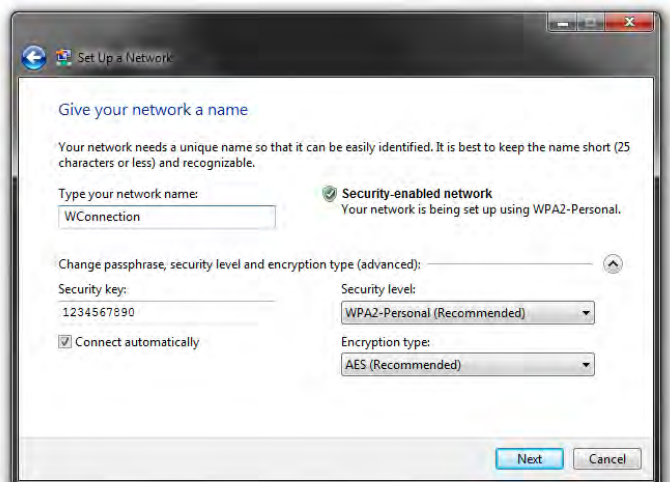 Set Up a Network
Give your network a name
Your network needs a unique name so that it can be easily identified. It is best to keep the name short (25
characters or less) and recognizable.
Type your network name:
WConnection
Security-enabled network
Your network is being set up using WPA2-Personal.
Change passphrase, security level and encryption type (advanced):
Security key:
1234567890
Connect automatically
Security level:
WPA2-Personal (Recommended)
Encryption type:
AES (Recommended)
Next
Cancel